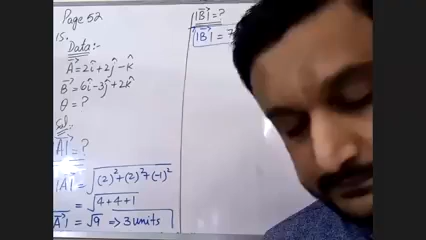 Page 52
15.
Data:-
A⃗ = 2î + 2ĵ - k̂
B⃗ = 6î - 3ĵ + 2k̂
θ = ?
Sol:
|A⃗| = ?
|A⃗| = √((2)² + (2)² + (-1)²)
= √(4+4+1)
|A⃗| = √9 ⇒ 3 units
|B⃗| = ?
|B⃗| = 7